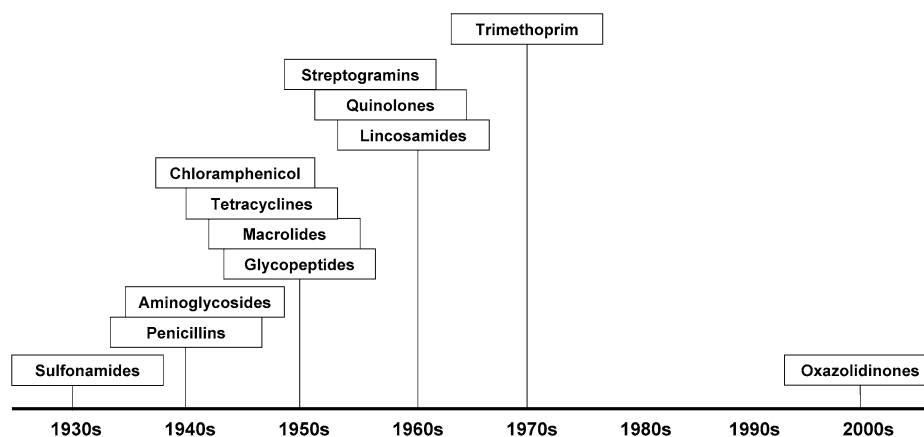 Trimethoprim
Streptogramins
Quinolones
Lincosamides
Chloramphenicol
Tetracyclines
Macrolides
Glycopeptides
Aminoglycosides
Penicillins
Sulfonamides Oxazolidinones
1930s 1940s 1950s 1960s 1970s 1980s 1990s 2000s